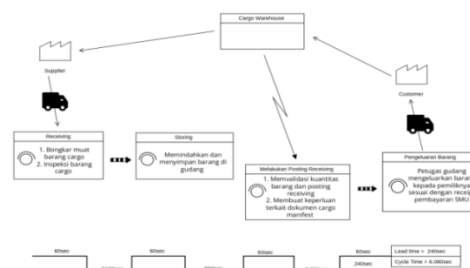 Cargo Warehouse
Supplier
Customer
Receiving
1. Bongkar muat
barang cargo
2. Inspeksi barang
cargo
Storing
Memindahkan dan
menyimpan barang di
gudang
Melakukan Posting Receiving
1. Memvalidasi kuantitas
barang dan posting
receiving
2. Membuat keperluan
terkait dokumen cargo
manifest
Pengeluaran Barang
Petugas gudang
mengeluarkan barang
kepada pemiliknya
sesuai dengan
pembayaran SMU
60sec
60sec
60sec
60sec
240sec
Lead time = 240sec
Cycle Time = 6.060sec